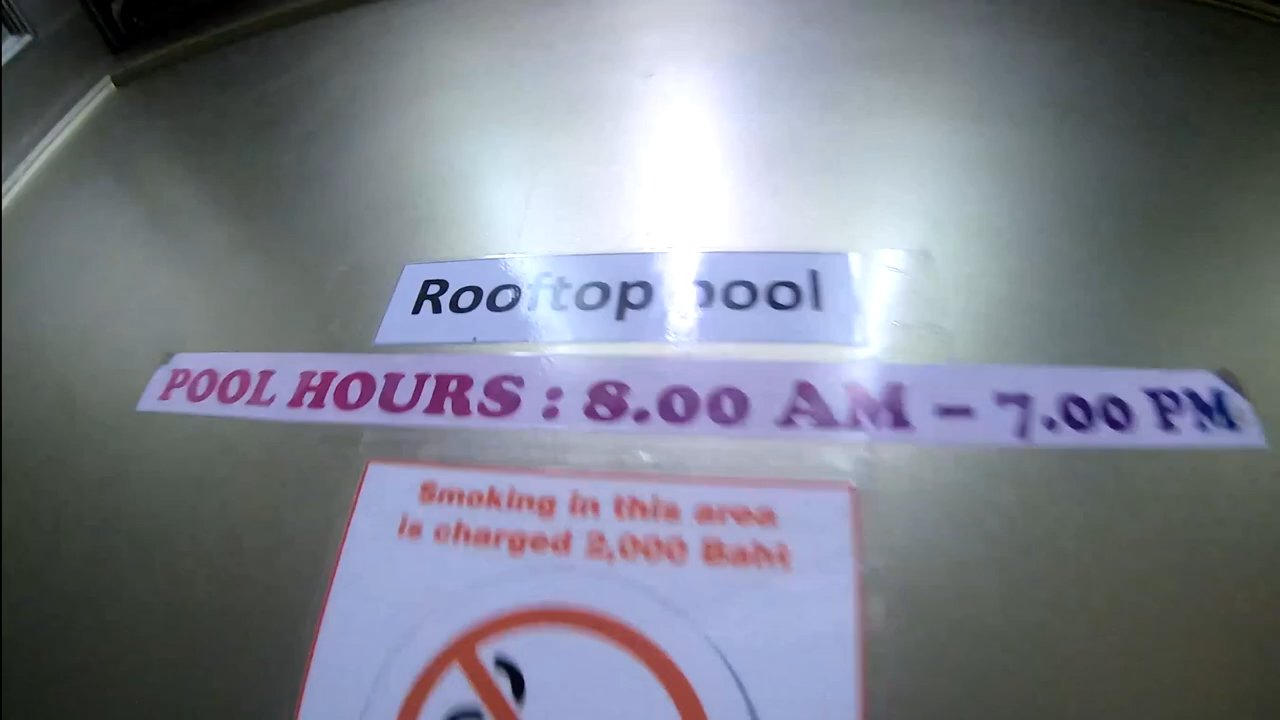 Rooftop pool
POOL HOURS : 8.00 AM – 7.00 PM
Smoking in this area
is charged 2,000 Baht